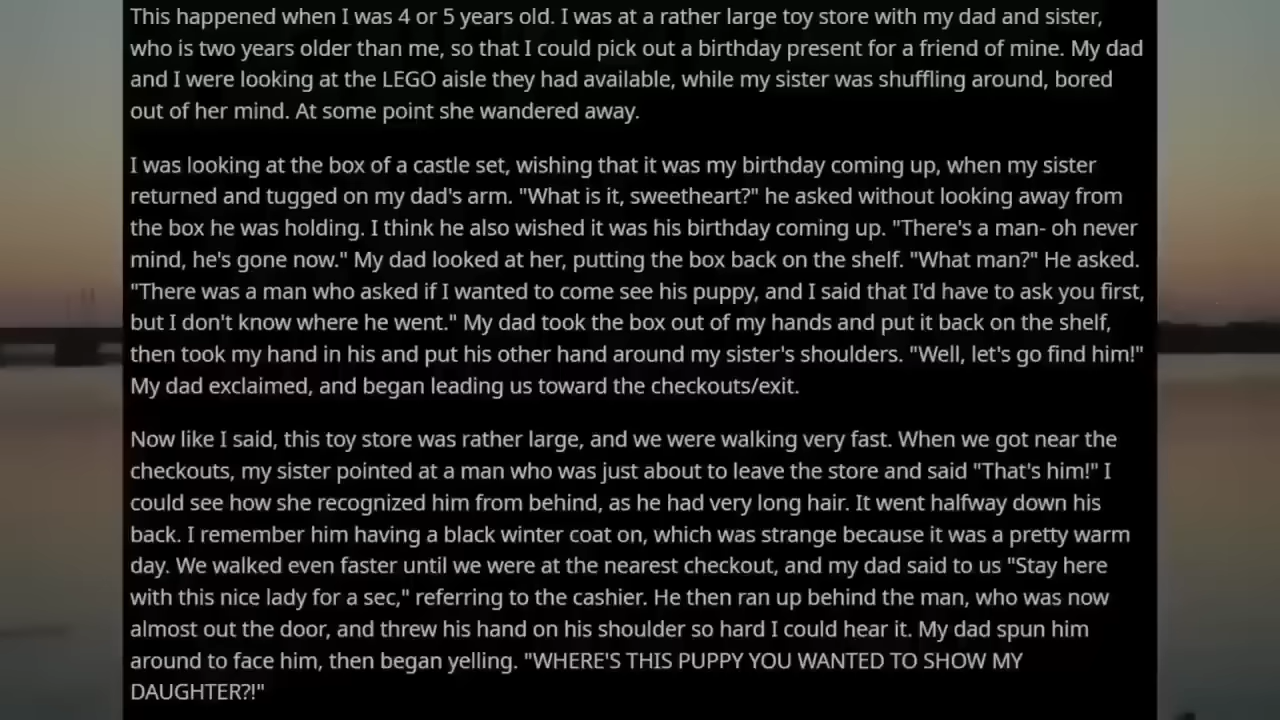 This happened when I was 4 or 5 years old. I was at a rather large toy store with my dad and sister,
who is two years older than me, so that I could pick out a birthday present for a friend of mine. My dad
and I were looking at the LEGO aisle they had available, while my sister was shuffling around, bored
out of her mind. At some point she wandered away.
I was looking at the box of a castle set, wishing that it was my birthday coming up, when my sister
returned and tugged on my dad's arm. "What is it, sweetheart?" he asked without looking away from
the box he was holding. I think he also wished it was his birthday coming up. "There's a man- oh never
mind, he's gone now." My dad looked at her, putting the box back on the shelf. "What man?" He asked.
"There was a man who asked if I wanted to come see his puppy, and I said that I'd have to ask you first,
but I don't know where he went." My dad took the box out of my hands and put it back on the shelf,
then took my hand in his and put his other hand around my sister's shoulders. "Well, let's go find him!"
My dad exclaimed, and began leading us toward the checkouts/exit.
Now like I said, this toy store was rather large, and we were walking very fast. When we got near the
checkouts, my sister pointed at a man who was just about to leave the store and said "That's him!" I
could see how she recognized him from behind, as he had very long hair. It went halfway down his
back. I remember him having a black winter coat on, which was strange because it was a pretty warm
day. We walked even faster until we were at the nearest checkout, and my dad said to us "Stay here
with this nice lady for a sec," referring to the cashier. He then ran up behind the man, who was now
almost out the door, and threw his hand on his shoulder so hard I could hear it. My dad spun him
around to face him, then began yelling. "WHERE'S THIS PUPPY YOU WANTED TO SHOW MY
DAUGHTER?!"